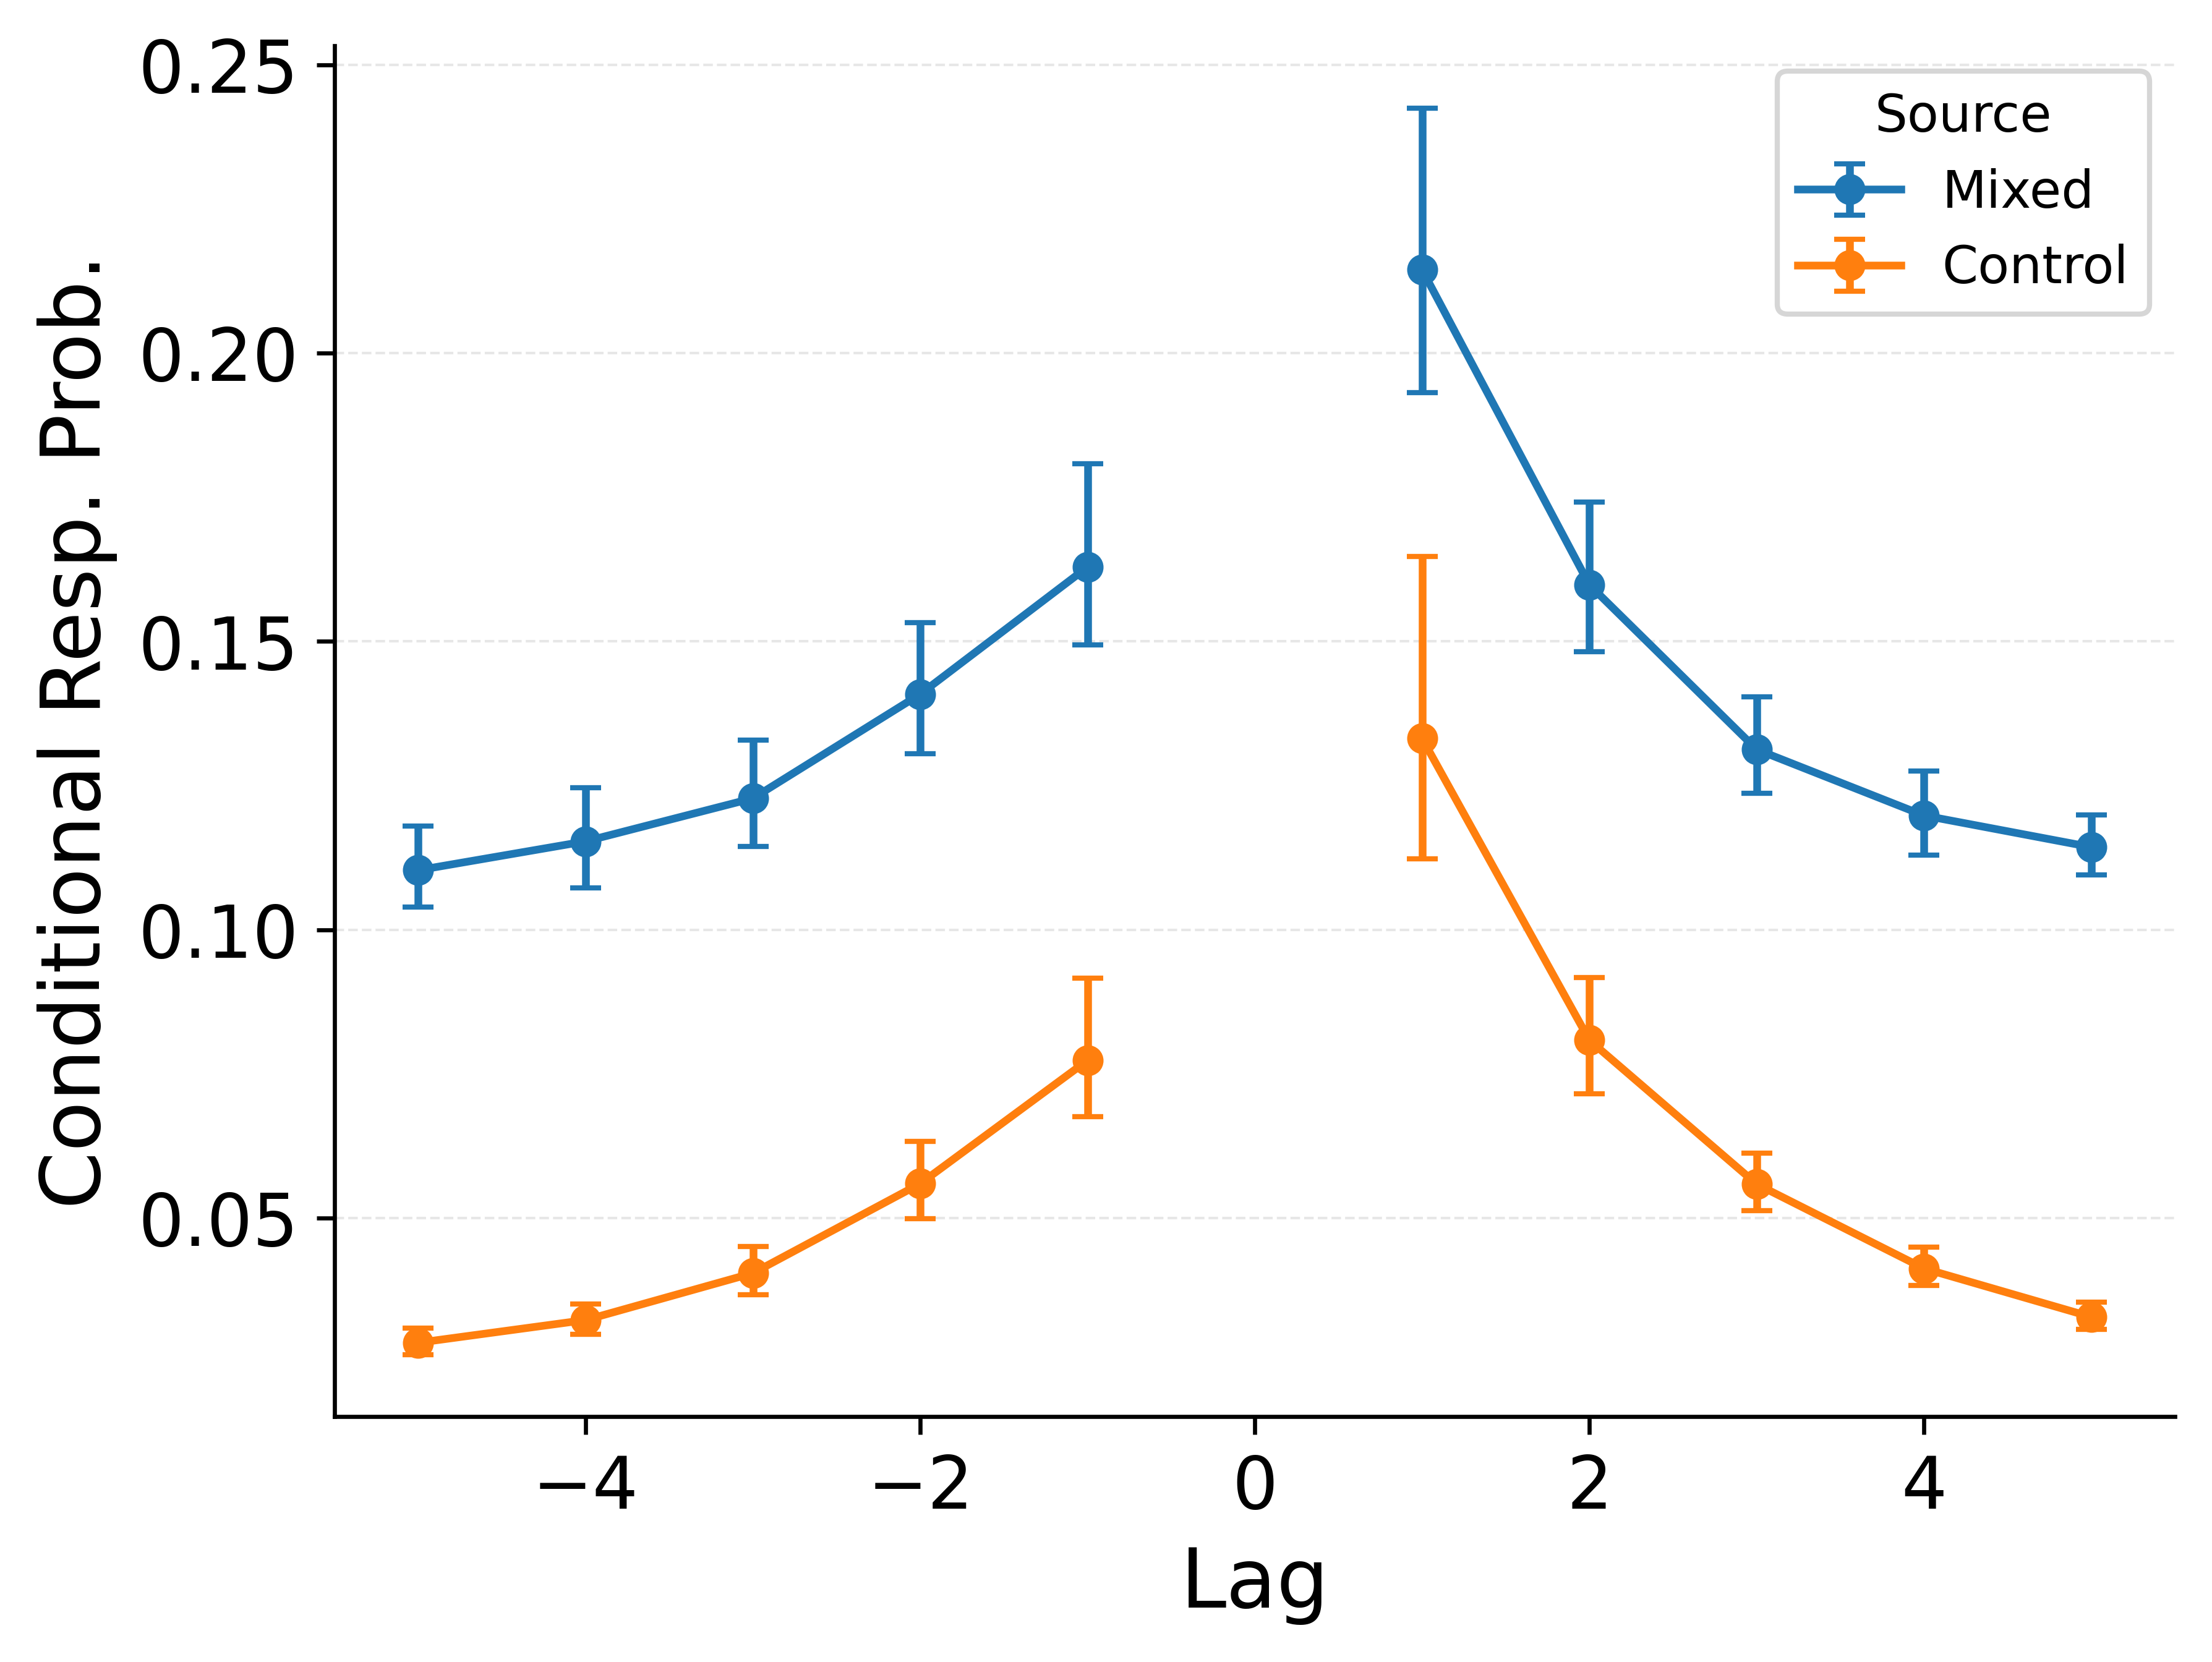 0.25
0.20
0.15
0.10
0.05
Conditional Resp. Prob.
Source
Mixed
Control
−4
−2
0
2
4
Lag